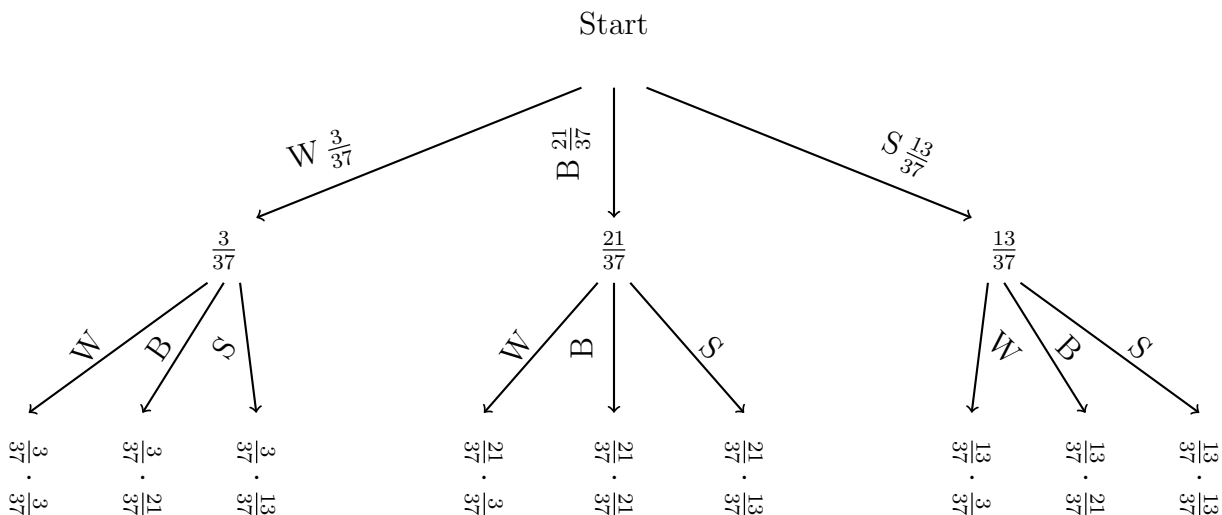 Start
W 3/37
B 21/37
S 13/37
3/37
21/37
13/37
W
B
S
W
B
S
W
B
S
3/37 · 3/37
3/37 · 21/37
3/37 · 13/37
21/37 · 3/37
21/37 · 21/37
21/37 · 13/37
13/37 · 3/37
13/37 · 21/37
13/37 · 13/37